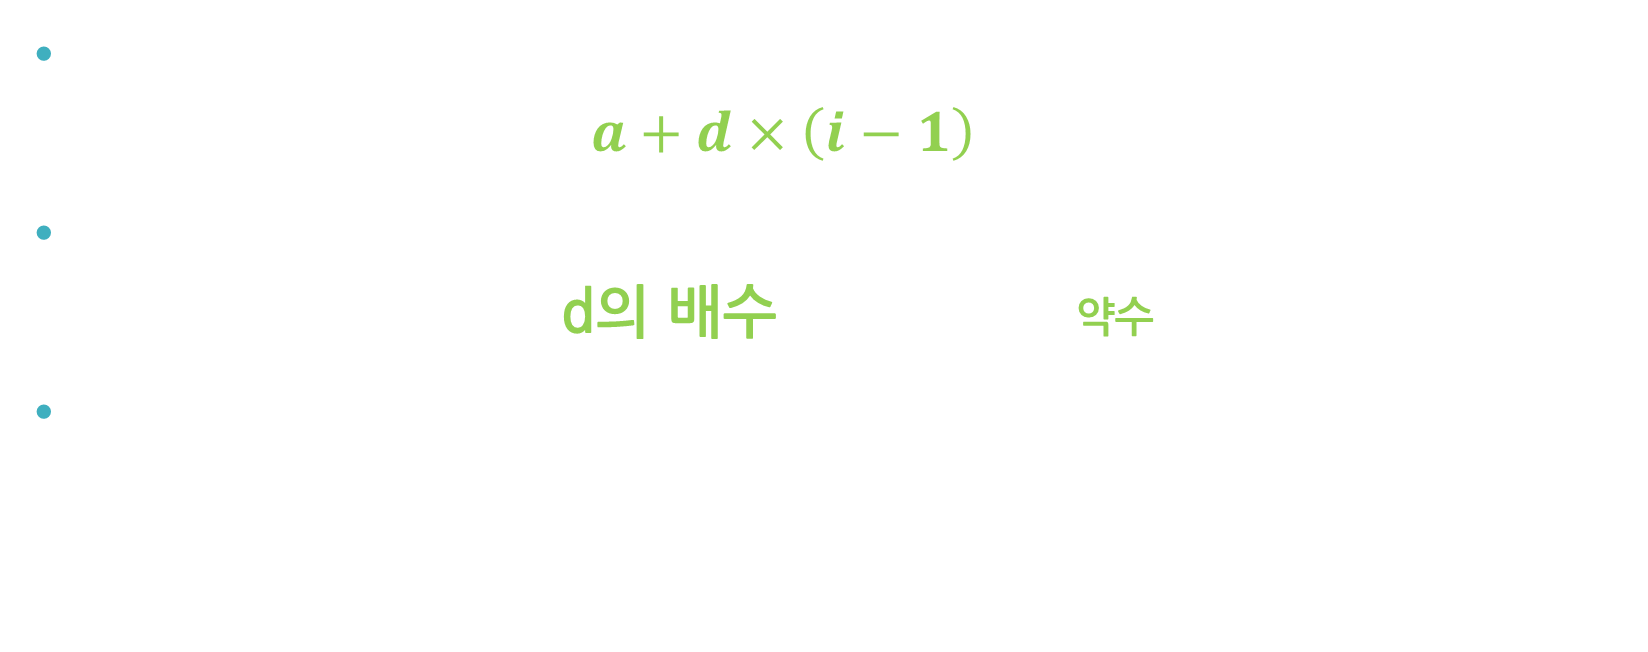 a + d × (i − 1)
d의 배수 약수